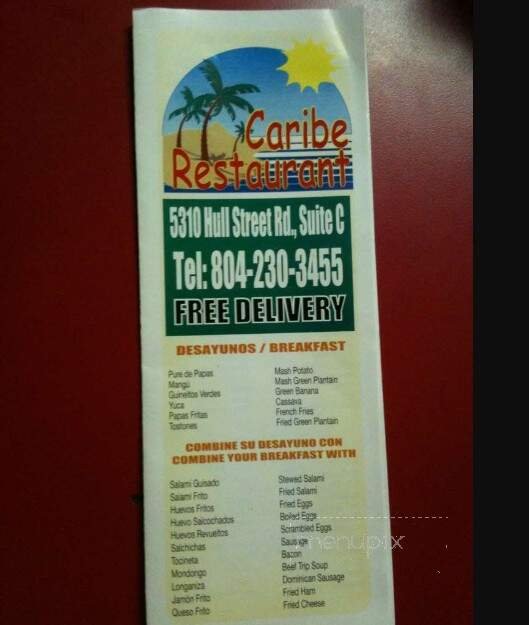 Caribe
Restaurant
5310 Hull Street Rd., Suite C
Tel: 804-230-3455
FREE DELIVERY
DESAYUNOS / BREAKFAST
Pure de Papas Mash Potato
Mangú Mash Green Plantain
Guineitos Verdes Green Banana
Yuca Cassava
Papas Fritas French Fries
Tostones Fried Green Plantain
COMBINE SU DESAYUNO CON
COMBINE YOUR BREAKFAST WITH
Salami Guisado Stewed Salami
Salami Frito Fried Salami
Huevos Fritos Fried Eggs
Huevo Salcochados Boiled Eggs
Huevos Revueltos Scrambled Eggs
Salchichas Sausage
Tocineta Bazon
Mondongo Beef Trip Soup
Longaniza Dominican Sausage
Jamón Frito Fried Ham
Queso Frito Fried Cheese
menupix